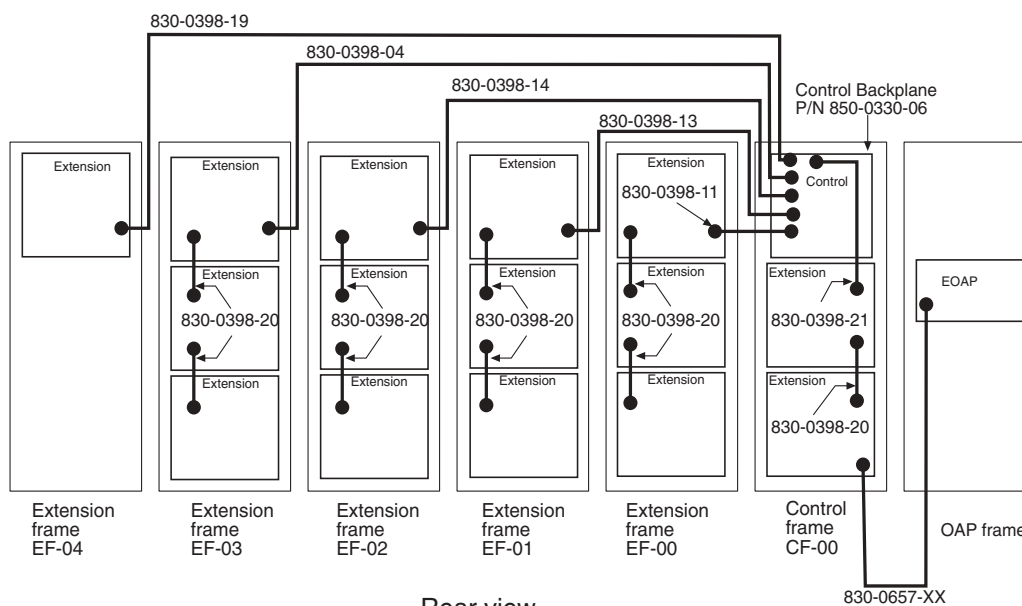 830-0398-19
830-0398-04
830-0398-14
830-0398-13
Control Backplane
P/N 850-0330-06
Extension
Extension
Extension
Extension
Extension
Control
830-0398-11
Extension
Extension
Extension
Extension
Extension
EOAP
830-0398-20
830-0398-20
830-0398-20
830-0398-20
830-0398-21
Extension
Extension
Extension
Extension
Extension
830-0398-20
Extension
frame
EF-04
Extension
frame
EF-03
Extension
frame
EF-02
Extension
frame
EF-01
Extension
frame
EF-00
Control
frame
CF-00
OAP frame
830-0657-XX
Rear view